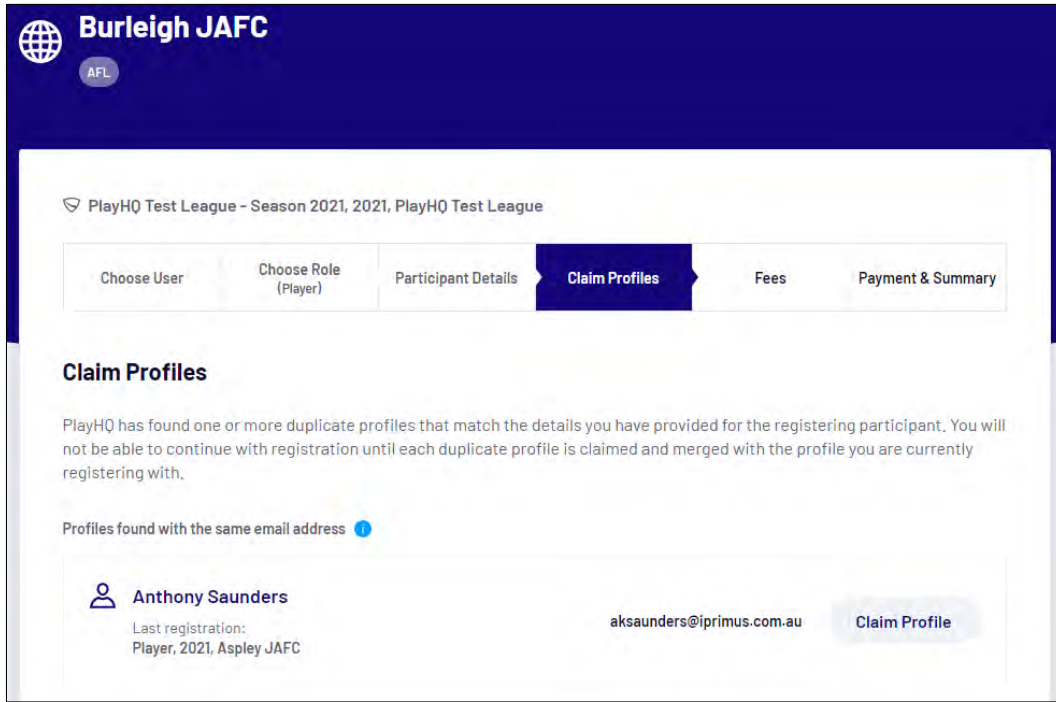 Burleigh JAFC
AFL
PlayHQ Test League - Season 2021, 2021, PlayHQ Test League
Choose User
Choose Role
(Player)
Participant Details
Claim Profiles
Fees
Payment & Summary
Claim Profiles
PlayHQ has found one or more duplicate profiles that match the details you have provided for the registering participant. You will
not be able to continue with registration until each duplicate profile is claimed and merged with the profile you are currently
registering with.
Profiles found with the same email address
Anthony Saunders
Last registration:
Player, 2021, Aspley JAFC
aksaunders@iprimus.com.au
Claim Profile